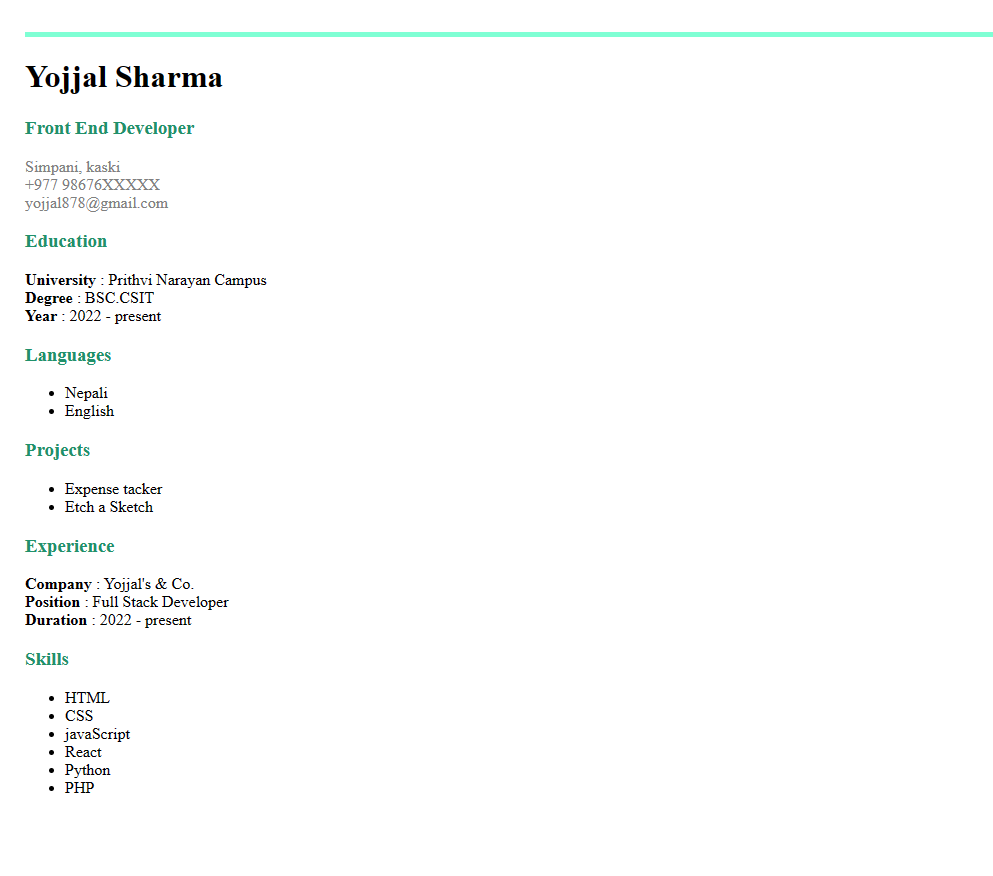 Yojjal Sharma
Front End Developer
Simpani, kaski
+977 98676XXXXX
yojjal878@gmail.com
Education
University : Prithvi Narayan Campus
Degree : BSC.CSIT
Year : 2022 - present
Languages
• Nepali
• English
Projects
• Expense tacker
• Etch a Sketch
Experience
Company : Yojjal's & Co.
Position : Full Stack Developer
Duration : 2022 - present
Skills
• HTML
• CSS
• javaScript
• React
• Python
• PHP